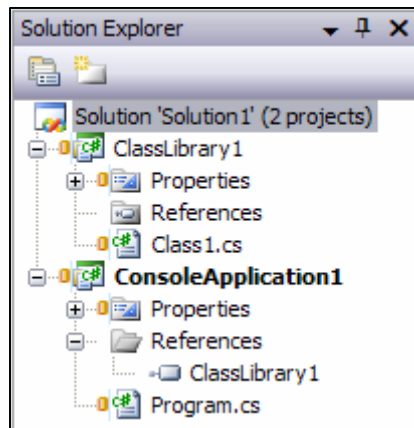 Solution Explorer
Solution 'Solution1' (2 projects)
ClassLibrary1
Properties
References
Class1.cs
ConsoleApplication1
Properties
References
ClassLibrary1
Program.cs